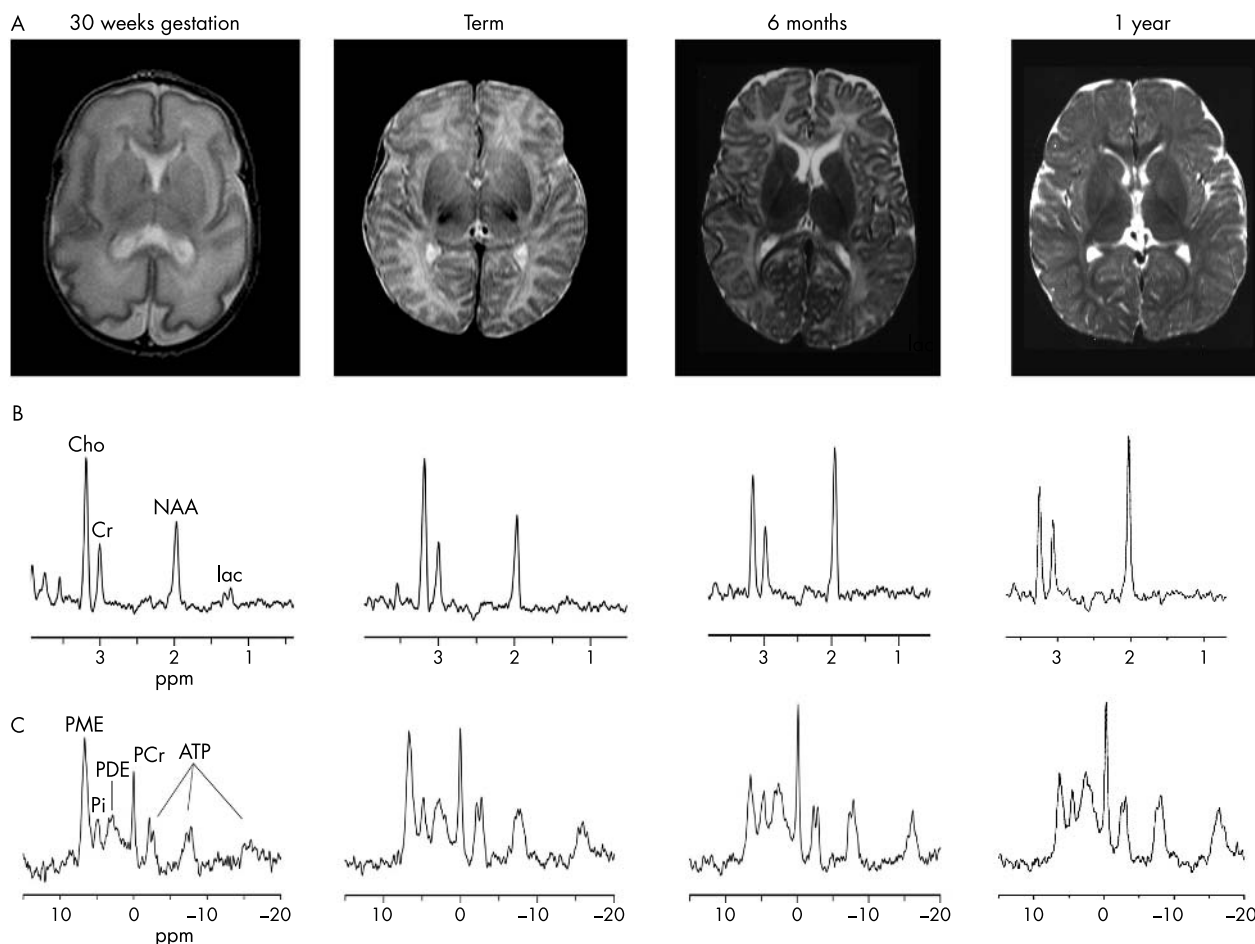 A
30 weeks gestation
Term
6 months
1 year
lac
B
Cho
Cr
NAA
lac
3 2 1
ppm
3 2 1
3 2 1
3 2 1
C
PME
PDE
Pi
PCr
ATP
10 0 –10 –20
ppm
10 0 –10 –20
10 0 –10 –20
10 0 –10 –20